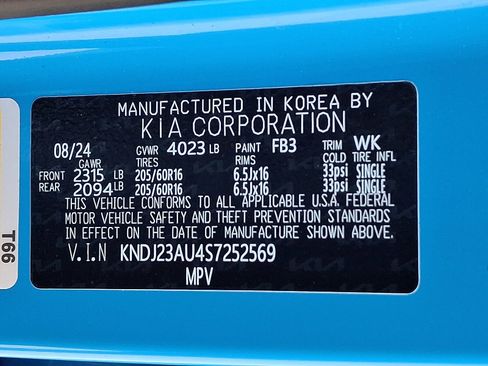 MANUFACTURED IN KOREA BY
KIA CORPORATION
08/24 GVWR 4023 LB PAINT FB3 TRIM WK
GAWR TIRES RIMS COLD TIRE INFL
FRONT 2315 LB 205/60R16 6.5Jx16 33psi SINGLE
REAR 2094 LB 205/60R16 6.5Jx16 33psi SINGLE
THIS VEHICLE CONFORMS TO ALL APPLICABLE U.S.A. FEDERAL
MOTOR VEHICLE SAFETY AND THEFT PREVENTION STANDARDS
IN EFFECT ON THE DATE OF MANUFACTURE SHOWN ABOVE.
V.I.N KNDJ23AU4S7252569
MPV
T66